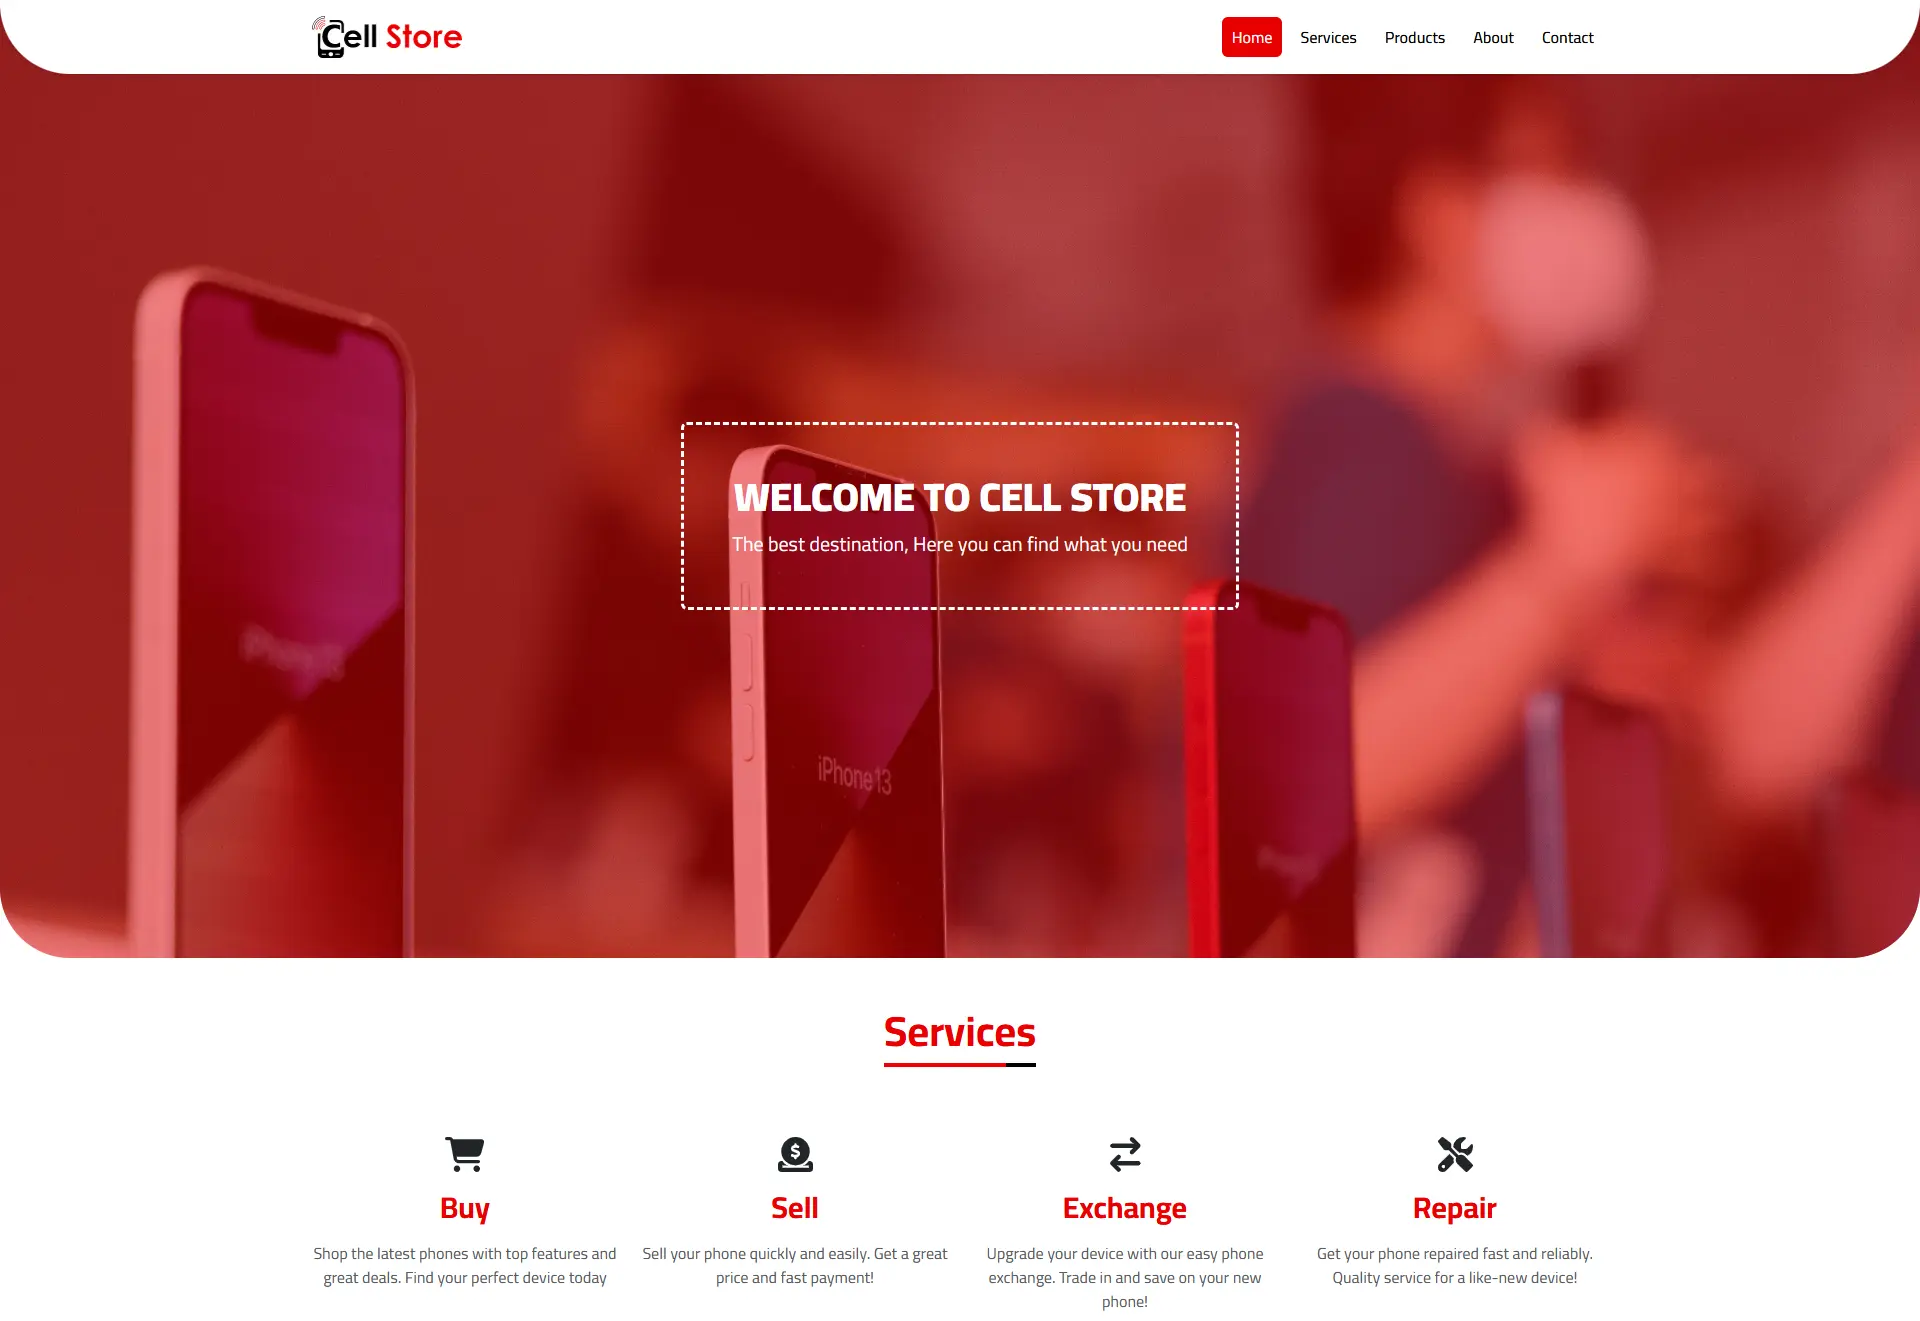 Cell Store
Home Services Products About Contact
WELCOME TO CELL STORE
The best destination, Here you can find what you need
iPhone 13
iPhone 13
Services
Buy
Shop the latest phones with top features and
great deals. Find your perfect device today
Sell
Sell your phone quickly and easily. Get a great
price and fast payment!
Exchange
Upgrade your device with our easy phone
exchange. Trade in and save on your new
phone!
Repair
Get your phone repaired fast and reliably.
Quality service for a like-new device!